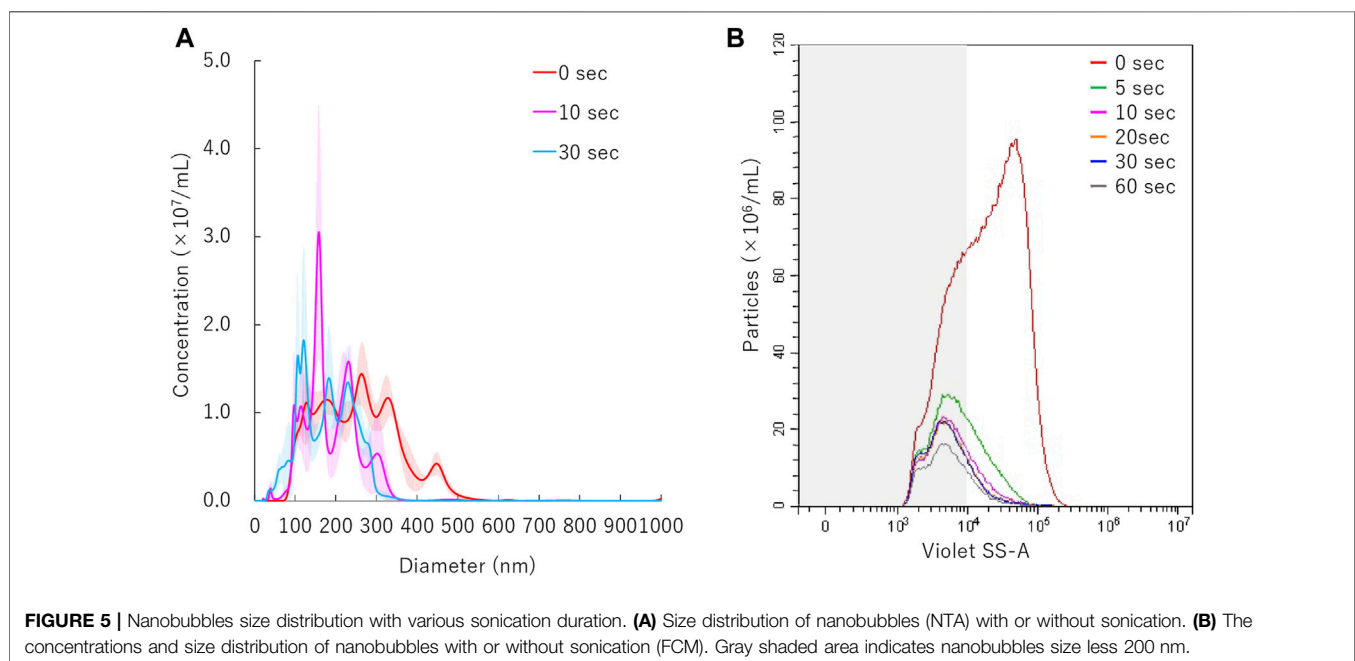 A
5.0
4.0
3.0
2.0
1.0
0.0
Concentration (×10⁷/mL)
0 sec
10 sec
30 sec
0 100 200 300 400 500 600 700 800 9001000
Diameter (nm)
B
120
100
80
60
40
20
0
Particles (×10⁶/mL)
0 sec
5 sec
10 sec
20sec
30 sec
60 sec
0 10³ 10⁴ 10⁵ 10⁶ 10⁷
Violet SS-A
FIGURE 5 | Nanobubbles size distribution with various sonication duration. (A) Size distribution of nanobubbles (NTA) with or without sonication. (B) The
concentrations and size distribution of nanobubbles with or without sonication (FCM). Gray shaded area indicates nanobubbles size less 200 nm.